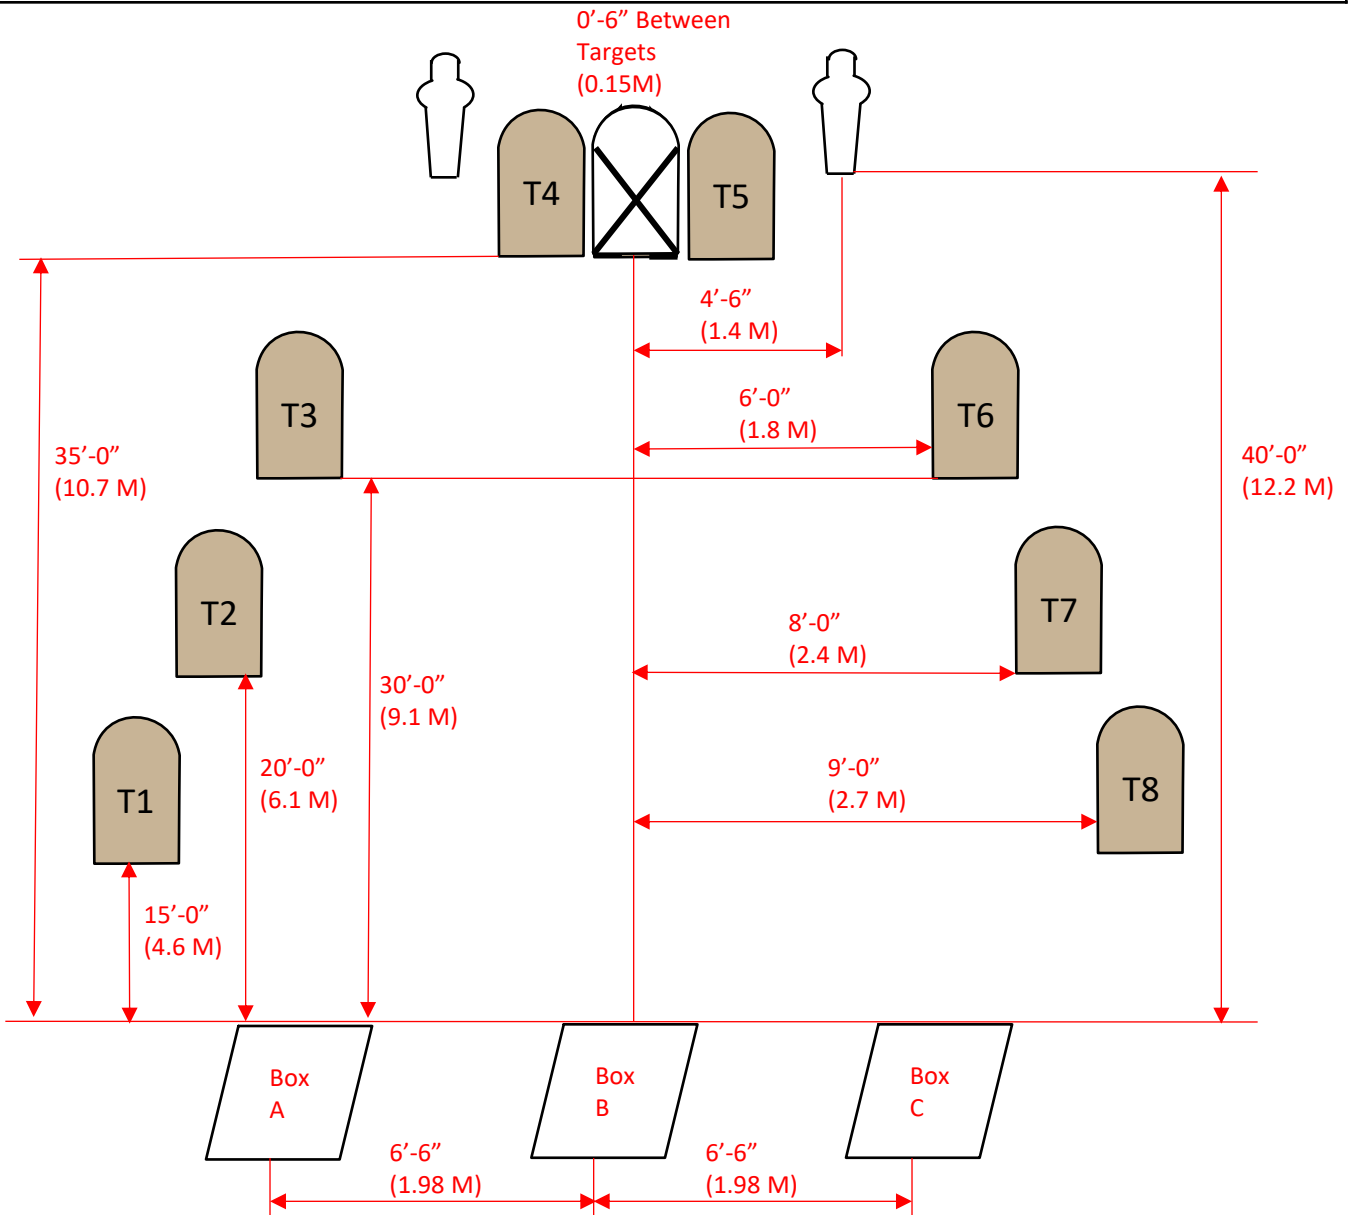 0’-6” Between
Targets
(0.15M)
T4
T5
4’-6”
(1.4 M)
T3
6’-0”
(1.8 M)
T6
35’-0”
(10.7 M)
40’-0”
(12.2 M)
T2
8’-0”
(2.4 M)
T7
30’-0”
(9.1 M)
20’-0”
(6.1 M)
T1
9’-0”
(2.7 M)
T8
15’-0”
(4.6 M)
Box
A
Box
B
Box
C
6’-6”
(1.98 M)
6’-6”
(1.98 M)